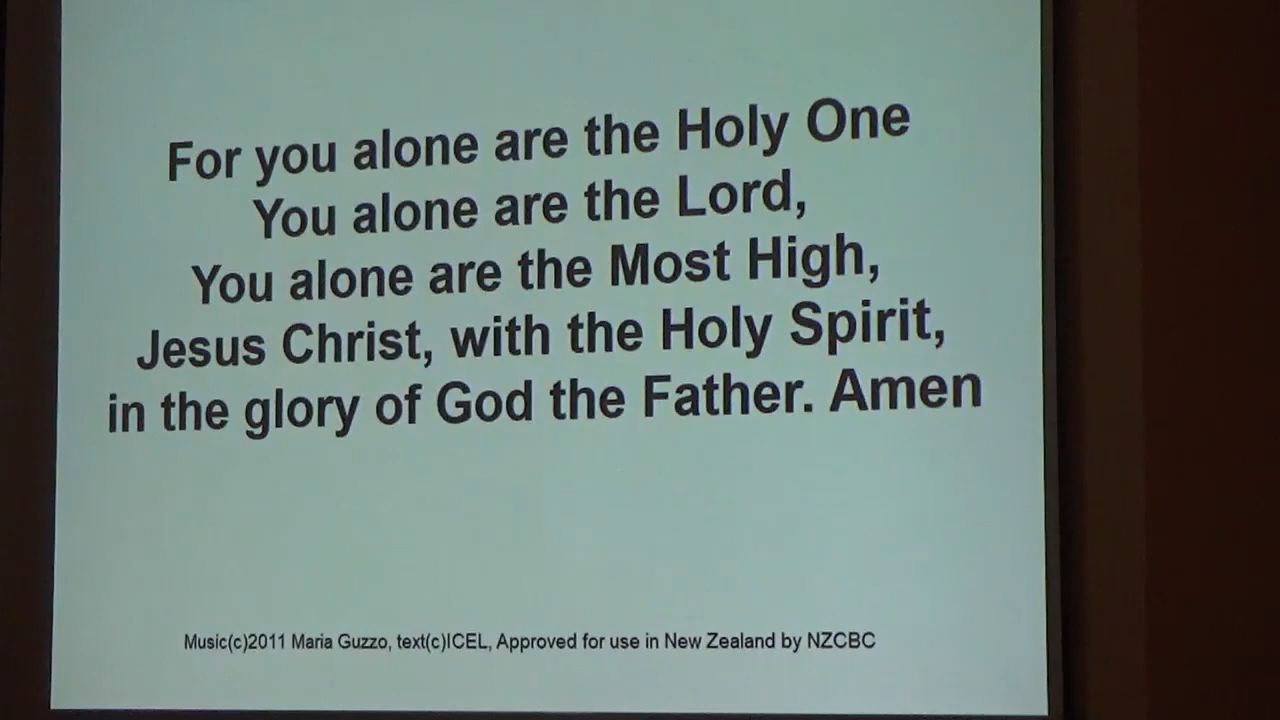 For you alone are the Holy One
You alone are the Lord,
You alone are the Most High,
Jesus Christ, with the Holy Spirit,
in the glory of God the Father. Amen
Music(c)2011 Maria Guzzo, text(c)ICEL, Approved for use in New Zealand by NZCBC